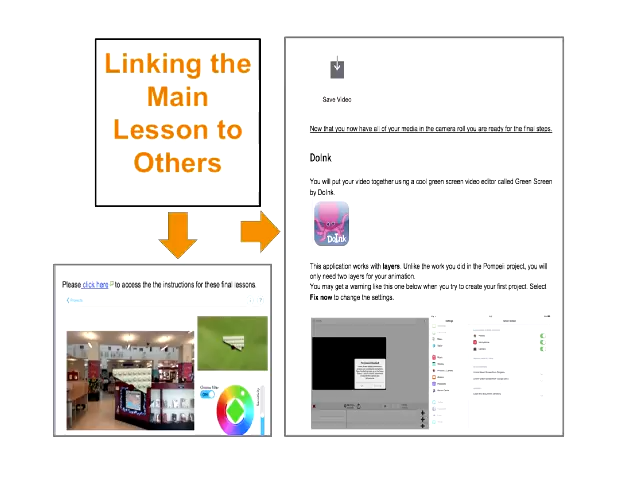 Linking the
Main
Lesson to
Others
Please click here to access the the instructions for these final lessons.
Chroma Filter
ON
Save Video
Now that you now have all of your media in the camera roll you are ready for the final steps.
DoInk
You will put your video together using a cool green screen video editor called Green Screen
by DoInk.
DoInk
This application works with layers. Unlike the work you did in the Pompeii project, you will
only need two layers for your animation.
You may get a warning like this one below when you try to create your first project. Select
Fix now to change the settings.